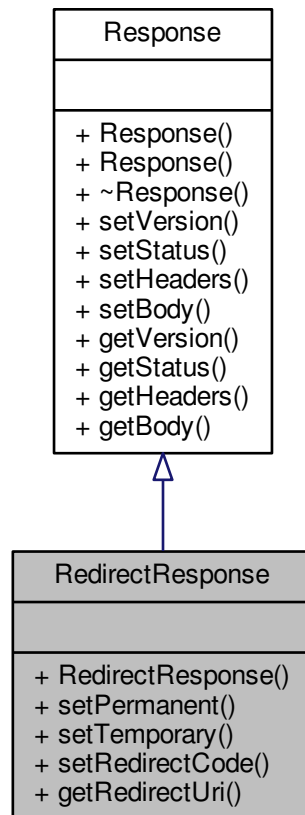 Response
+ Response()
+ Response()
+ ~Response()
+ setVersion()
+ setStatus()
+ setHeaders()
+ setBody()
+ getVersion()
+ getStatus()
+ getHeaders()
+ getBody()
RedirectResponse
+ RedirectResponse()
+ setPermanent()
+ setTemporary()
+ setRedirectCode()
+ getRedirectUri()